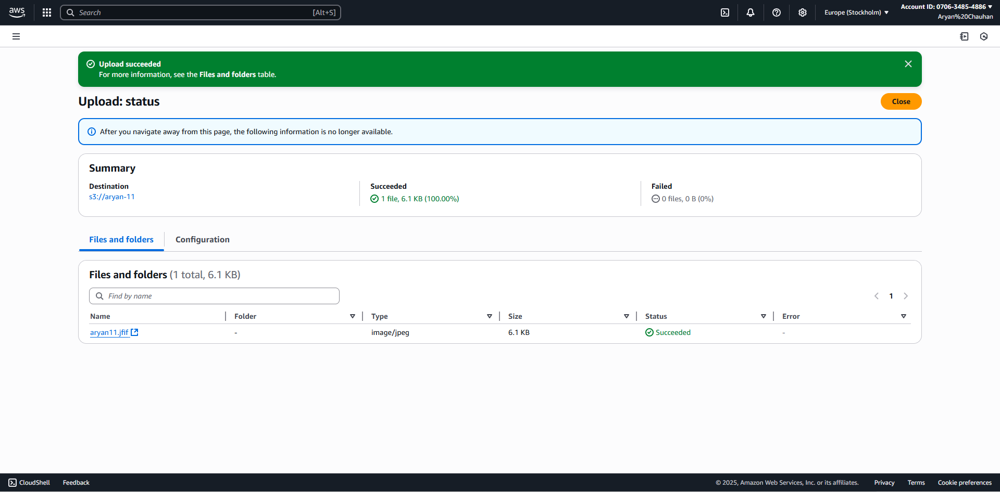 aws
Search [Alt+S]
Europe (Stockholm)
Account ID: 0706-3485-4886
Aryan%20Chauhan
Upload succeeded
For more information, see the Files and folders table.
Upload: status
Close
After you navigate away from this page, the following information is no longer available.
Summary
Destination
s3://aryan-11
Succeeded
1 file, 6.1 KB (100.00%)
Failed
0 files, 0 B (0%)
Files and folders
Configuration
Files and folders (1 total, 6.1 KB)
Find by name
1
Name Folder Type Size Status Error
aryan11.jfif - image/jpeg 6.1 KB Succeeded -
CloudShell Feedback © 2025, Amazon Web Services, Inc. or its affiliates. Privacy Terms Cookie preferences